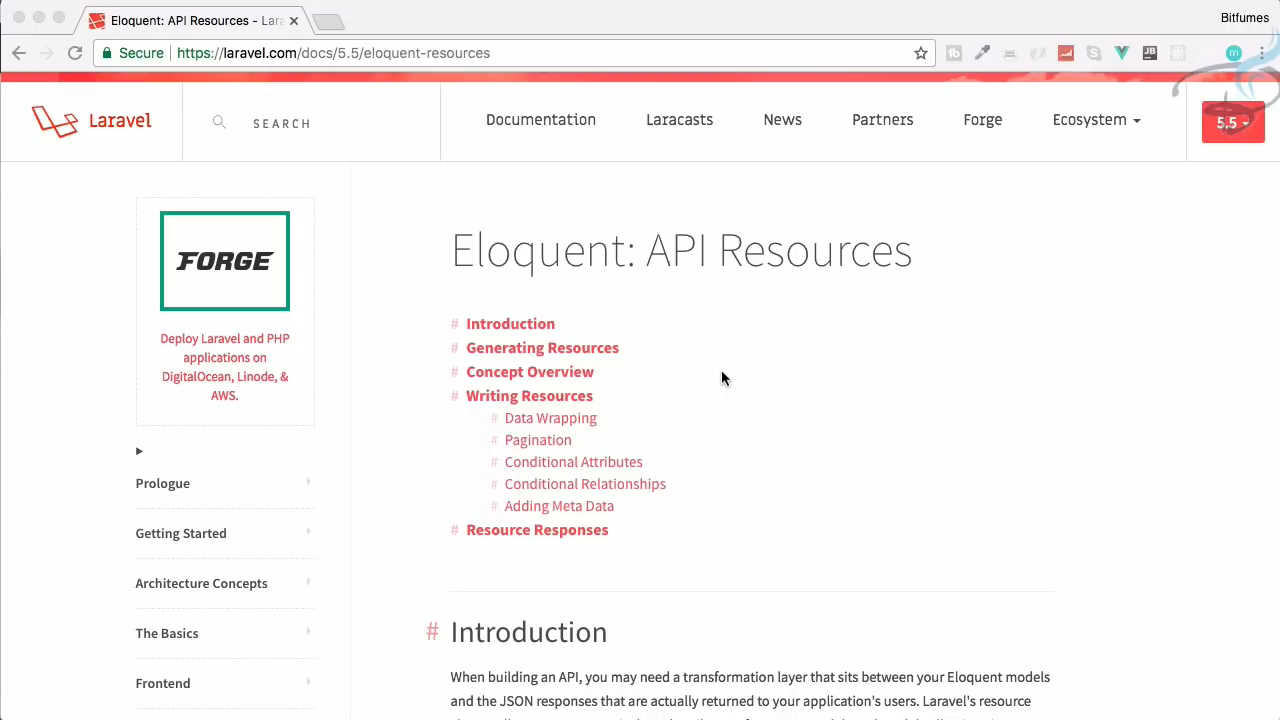 Eloquent: API Resources - Lara
Bitfumes
Secure
https://laravel.com/docs/5.5/eloquent-resources
Laravel
SEARCH
Documentation
Laracasts
News
Partners
Forge
Ecosystem
5.5
FORGE
Deploy Laravel and PHP
applications on
DigitalOcean, Linode, &
AWS.
Prologue
Getting Started
Architecture Concepts
The Basics
Frontend
Eloquent: API Resources
# Introduction
# Generating Resources
# Concept Overview
# Writing Resources
# Data Wrapping
# Pagination
# Conditional Attributes
# Conditional Relationships
# Adding Meta Data
# Resource Responses
# Introduction
When building an API, you may need a transformation layer that sits between your Eloquent models
and the JSON responses that are actually returned to your application's users. Laravel's resource